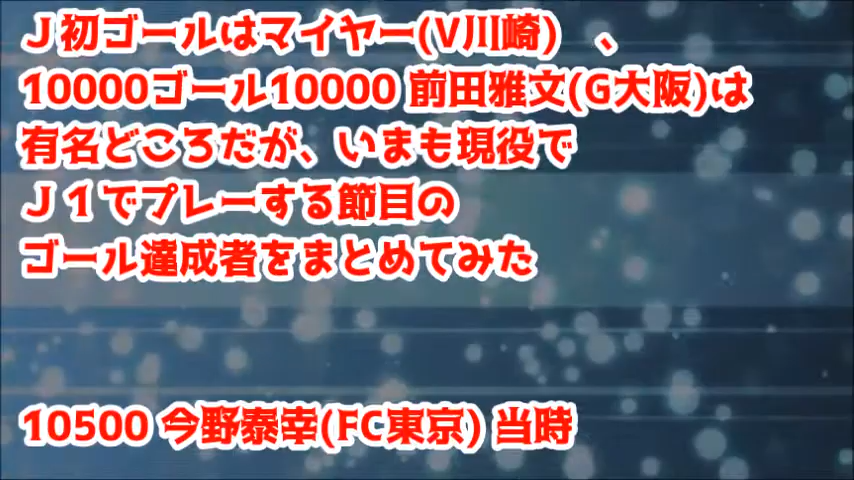 Ｊ初ゴールはマイヤー(V川崎)　、
10000ゴール10000 前田雅文(G大阪)は
有名どころだが、いまも現役で
Ｊ１でプレーする節目の
ゴール達成者をまとめてみた
10500 今野泰幸(FC東京) 当時